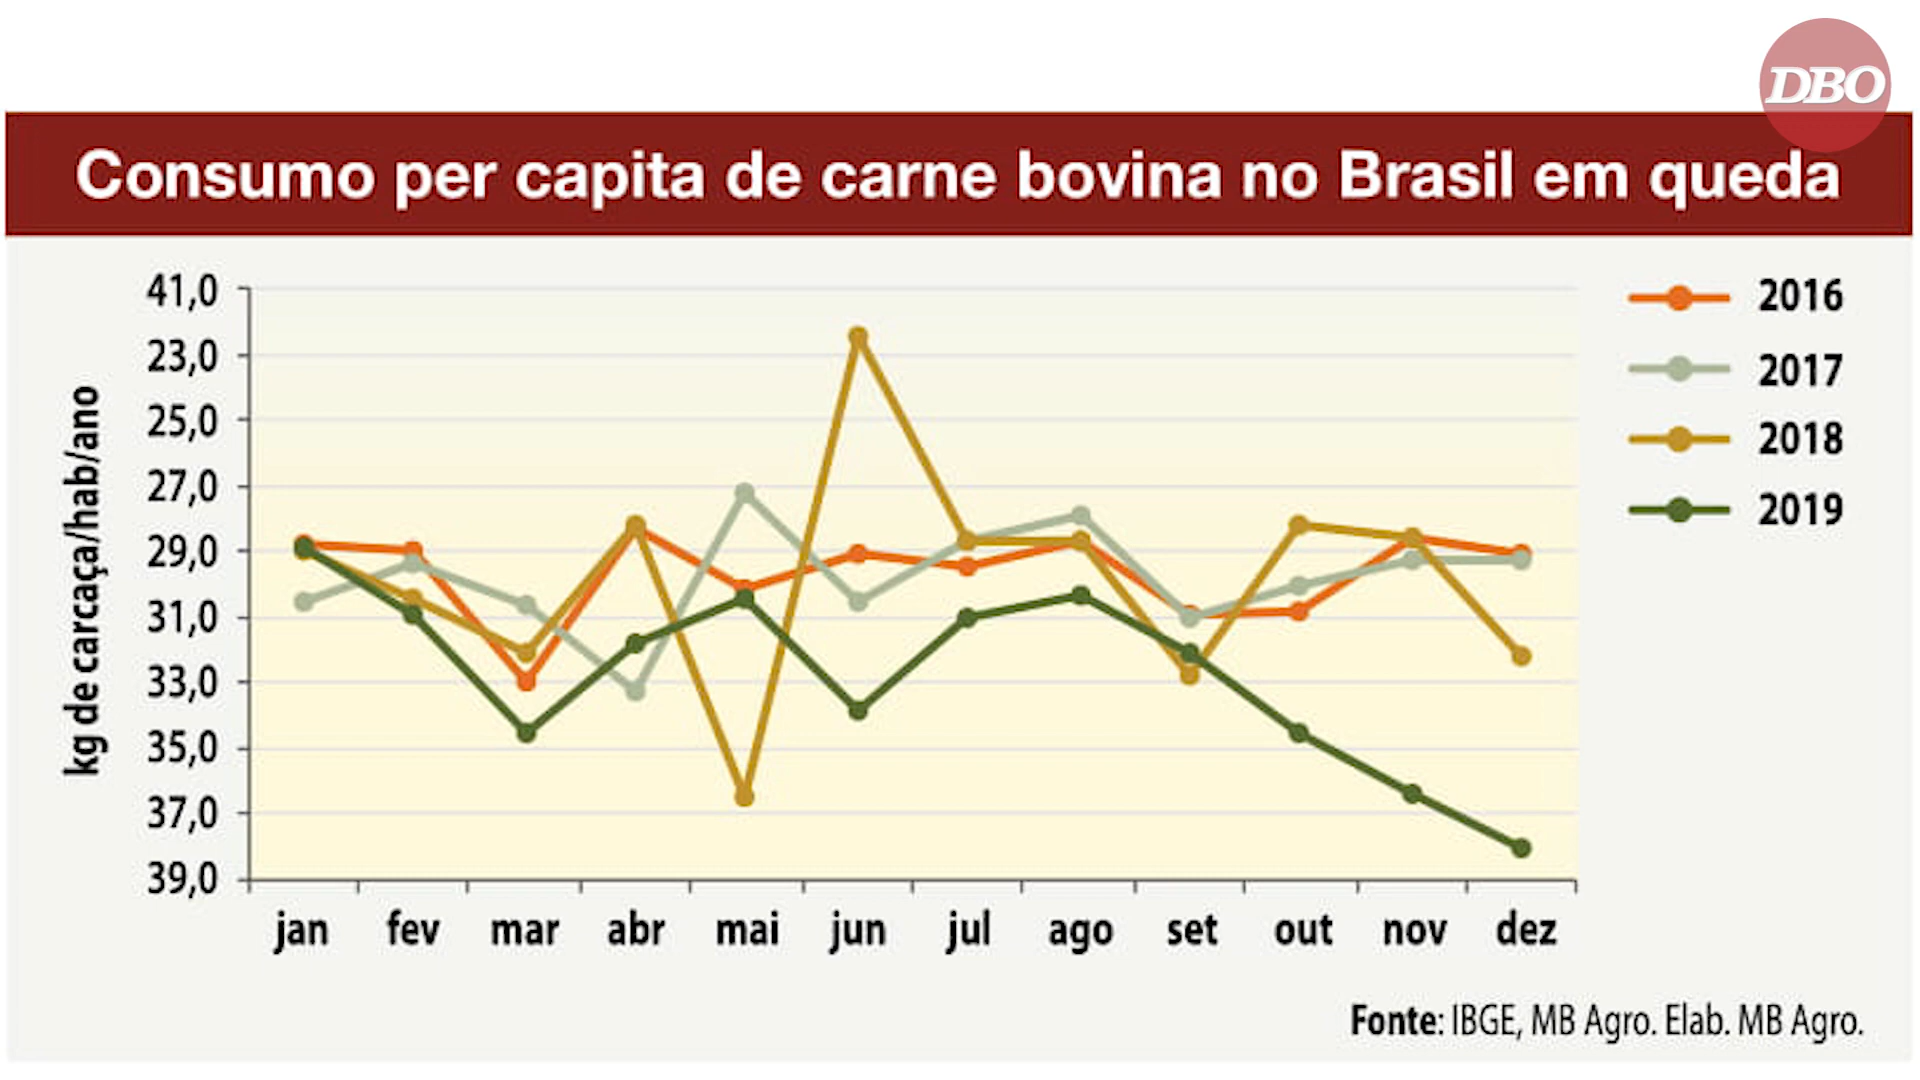 DBO
Consumo per capita de carne bovina no Brasil em queda
kg de carcaça/hab/ano
41,0
23,0
25,0
27,0
29,0
31,0
33,0
35,0
37,0
39,0
jan fev mar abr mai jun jul ago set out nov dez
2016
2017
2018
2019
Fonte: IBGE, MB Agro. Elab. MB Agro.